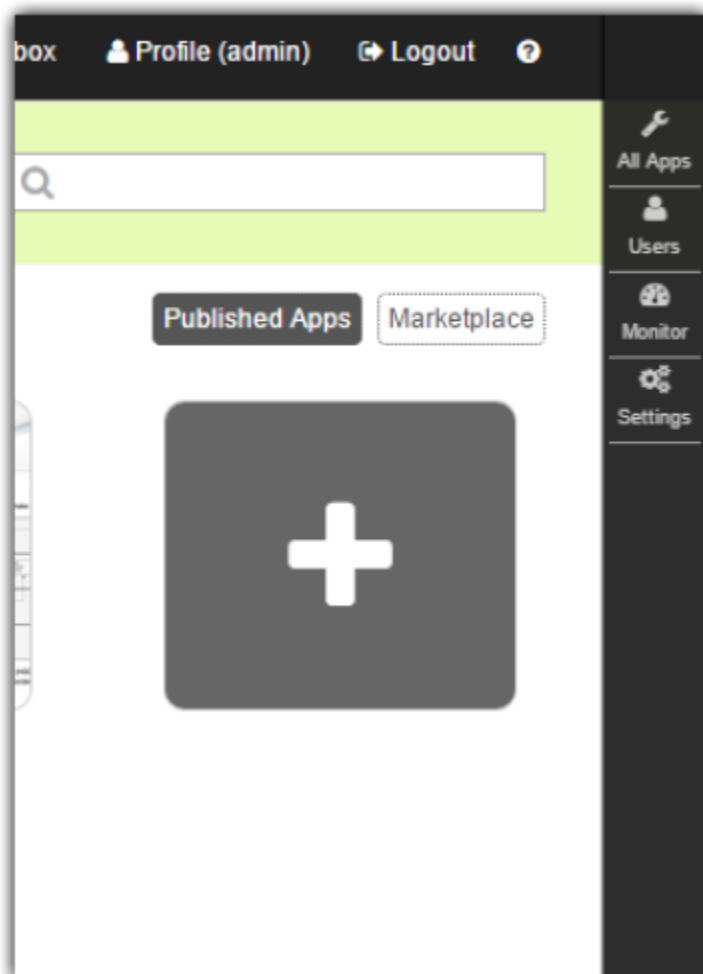 box Profile (admin) Logout
All Apps
Users
Published Apps Marketplace
Monitor
Settings